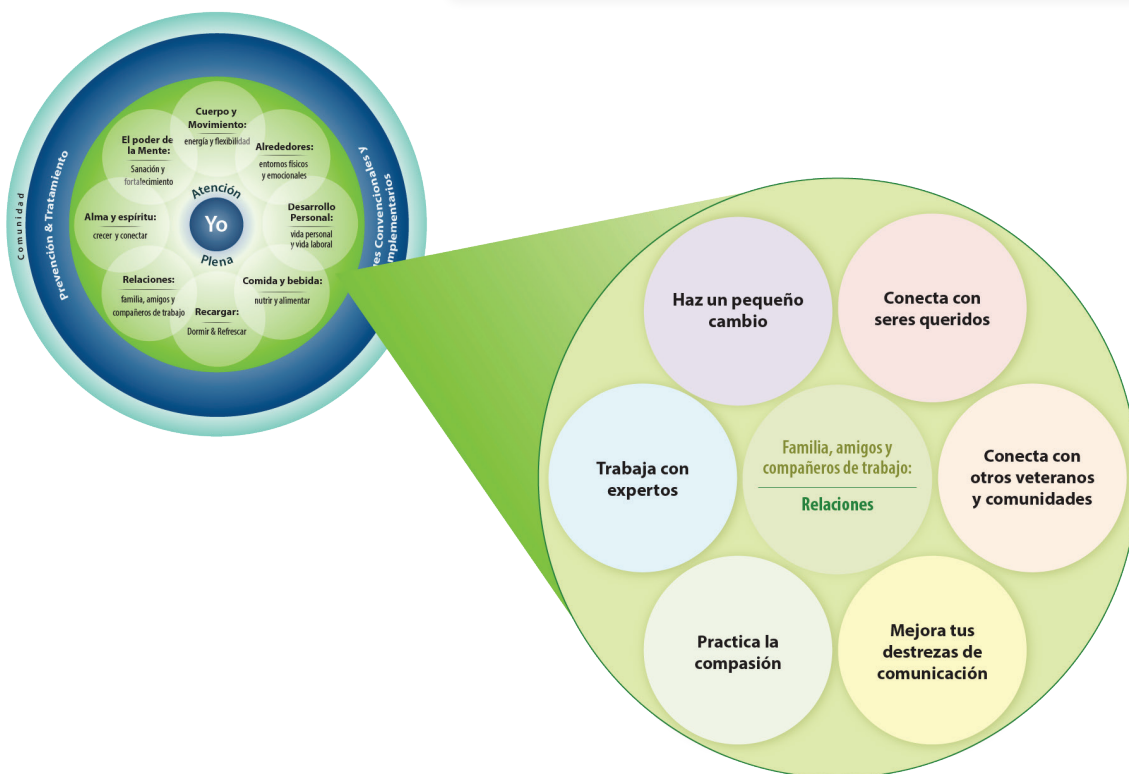 Comunidad
Prevención & Tratamiento
Convencionales y
Cuerpo y
Movimiento:
energía y flexibilidad
Alrededores:
entornos físicos
y emocionales
Desarrollo
Personal:
vida personal
y vida laboral
Comida y bebida:
nutrir y alimentar
Recargar:
Dormir & Refrescar
Relaciones:
familia, amigos y
compañeros de trabajo
Alma y espíritu:
crecer y conectar
El poder de
la Mente:
Sanación y
fortalecimiento
Atención
Yo
Plena
Haz un pequeño
cambio
Conecta con
seres queridos
Conecta con
otros veteranos
y comunidades
Mejora tus
destrezas de
comunicación
Practica la
compasión
Trabaja con
expertos
Familia, amigos y
compañeros de trabajo:
Relaciones